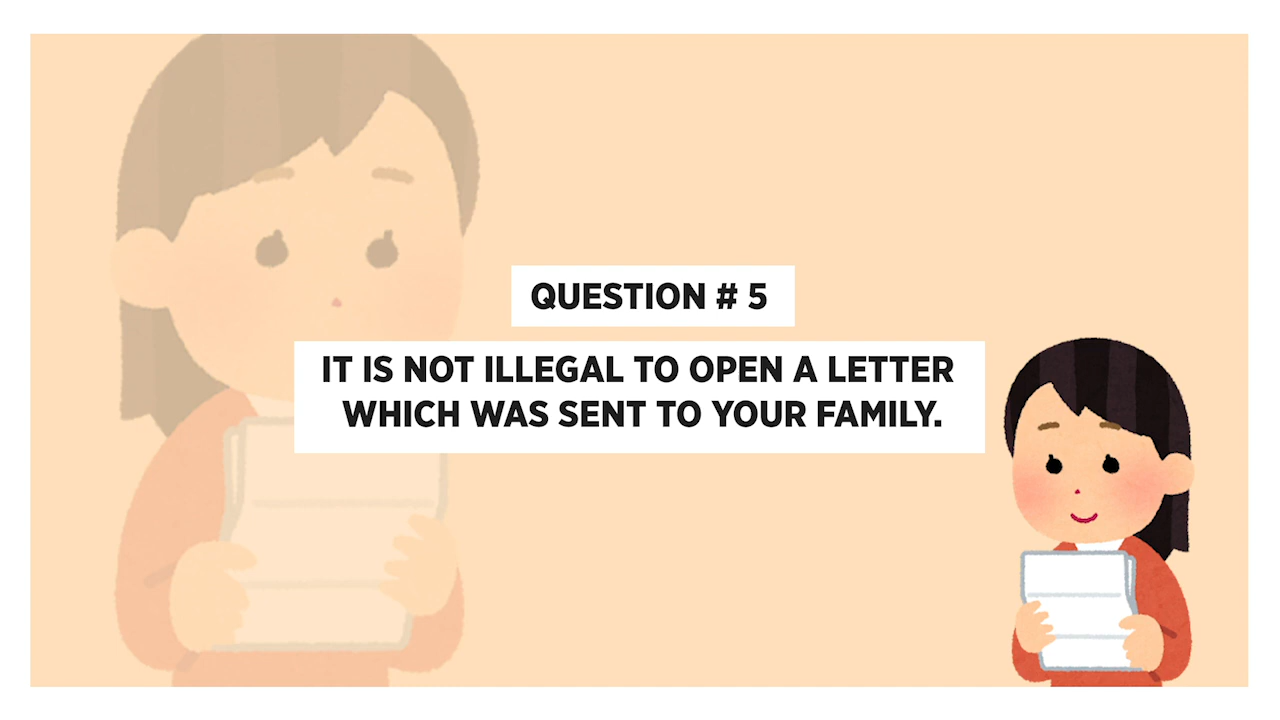 QUESTION # 5
IT IS NOT ILLEGAL TO OPEN A LETTER
WHICH WAS SENT TO YOUR FAMILY.